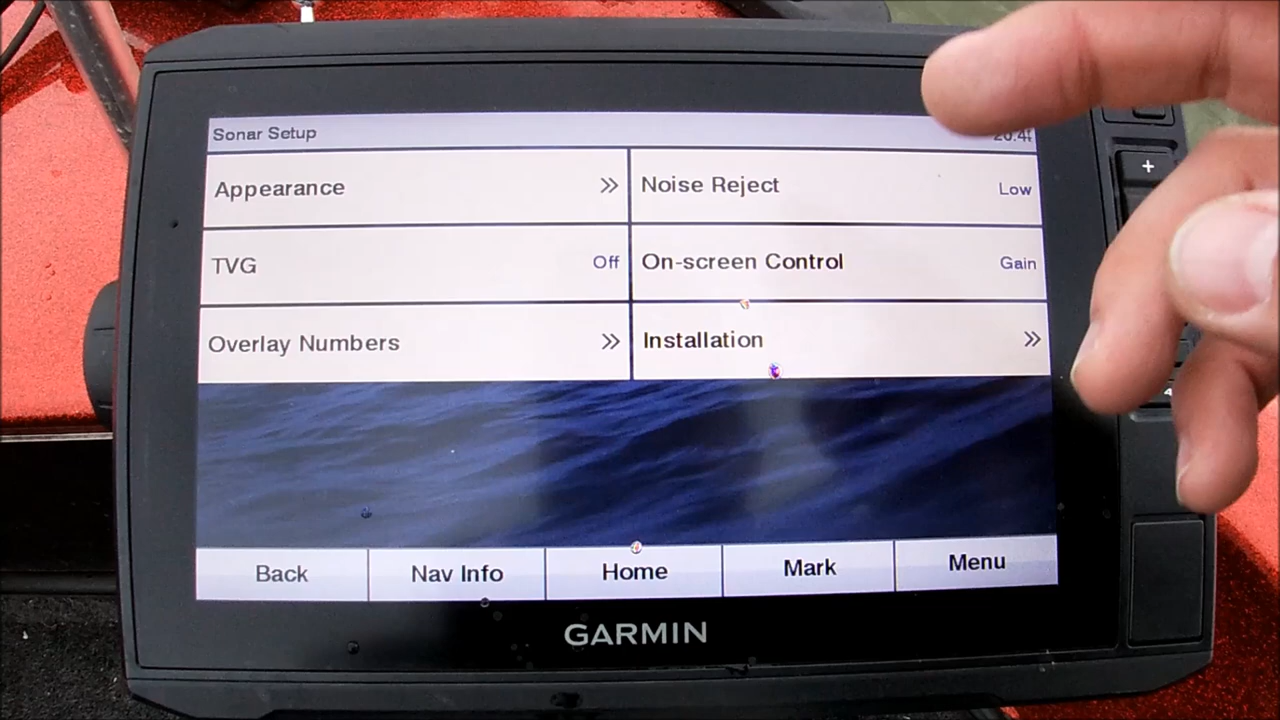 Sonar Setup
Appearance
Noise Reject
Low
TVG
Off
On-screen Control
Gain
Overlay Numbers
Installation
Back
Nav Info
Home
Mark
Menu
GARMIN
+